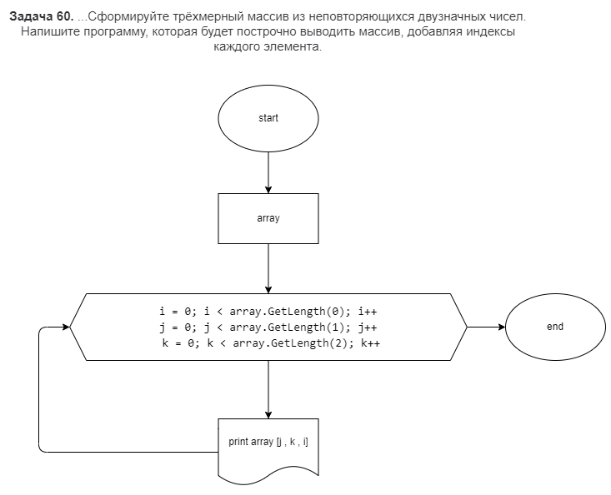 Задача 60. ...Сформируйте трёхмерный массив из неповторяющихся двузначных чисел.
Напишите программу, которая будет построчно выводить массив, добавляя индексы
каждого элемента.
start
array
i = 0; i < array.GetLength(0); i++
j = 0; j < array.GetLength(1); j++
k = 0; k < array.GetLength(2); k++
end
print array [j , k , i]